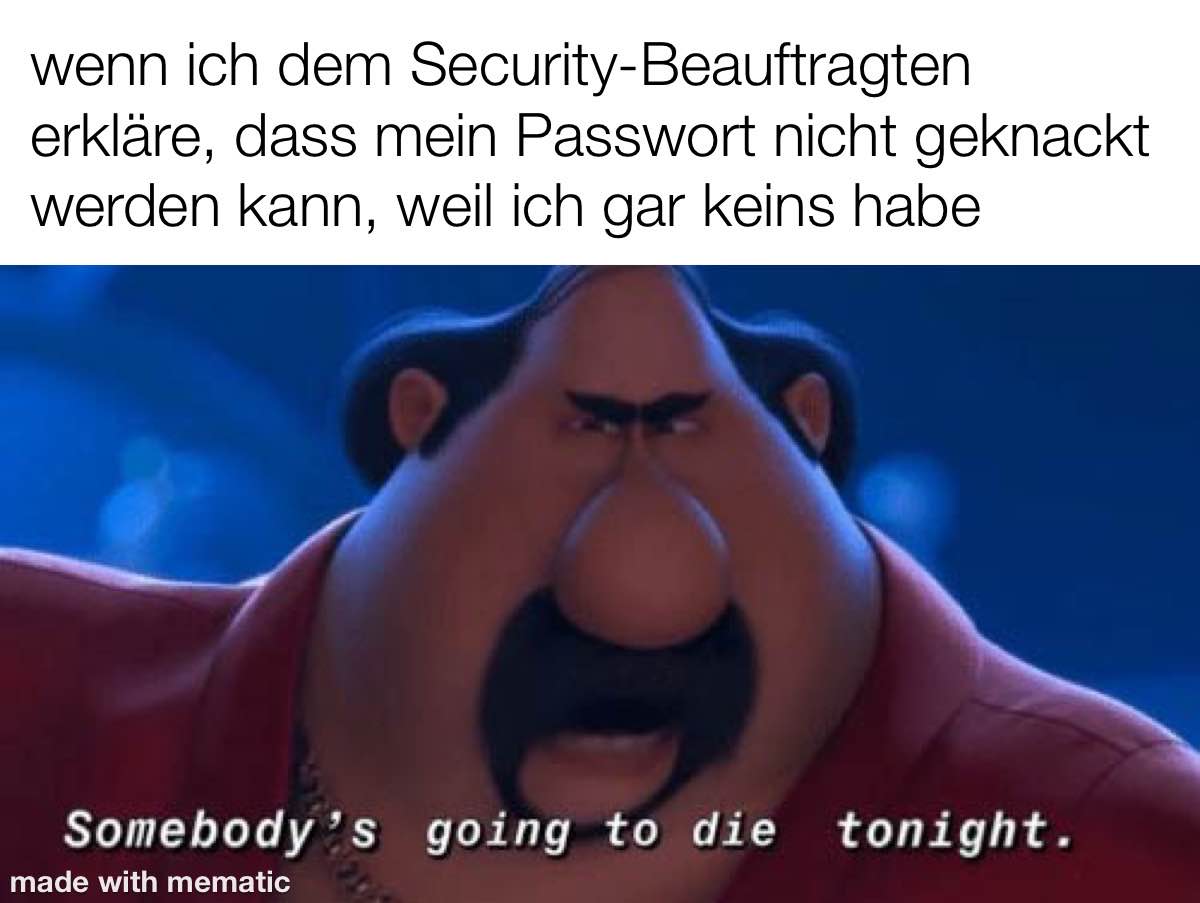 wenn ich dem Security-Beauftragten
erkläre, dass mein Passwort nicht geknackt
werden kann, weil ich gar keins habe
Somebody's going to die tonight.
made with mematic